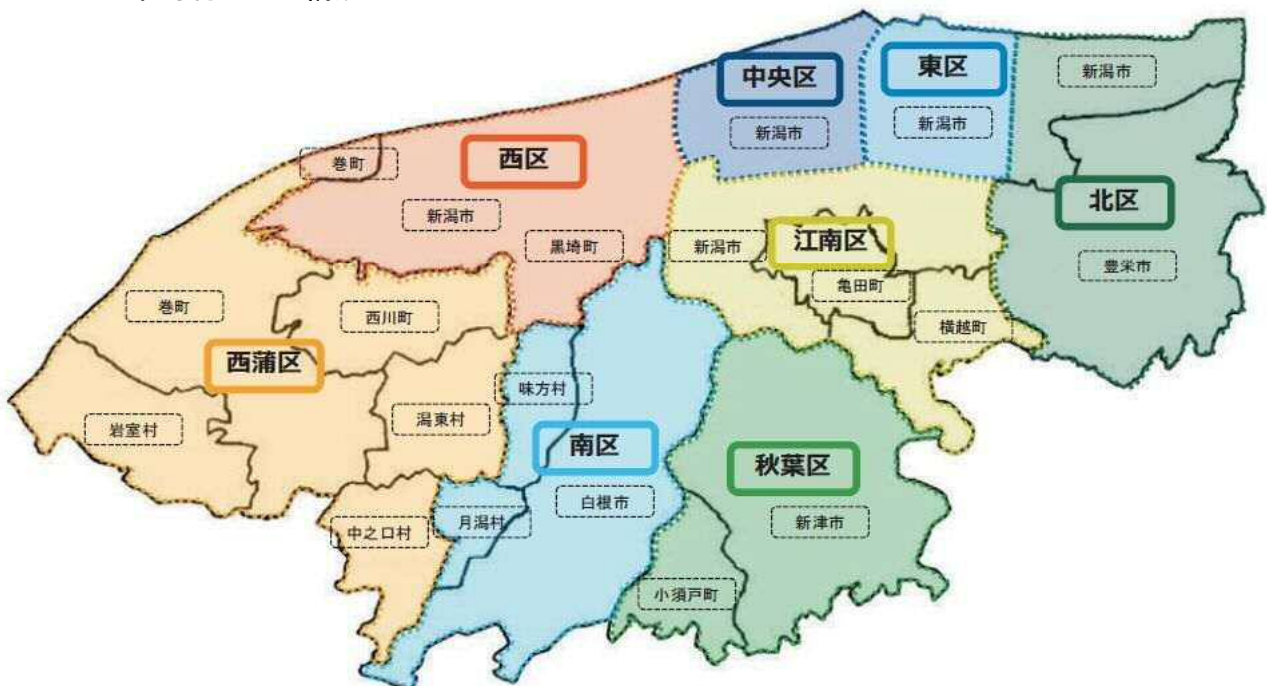 中央区
東区
新潟市
新潟市
新潟市
巻町
西区
北区
新潟市
黒埼町
新潟市
江南区
豊栄市
亀田町
巻町
西川町
横越町
西蒲区
味方村
岩室村
潟東村
南区
秋葉区
白根市
新津市
中之口村
月潟村
小須戸町